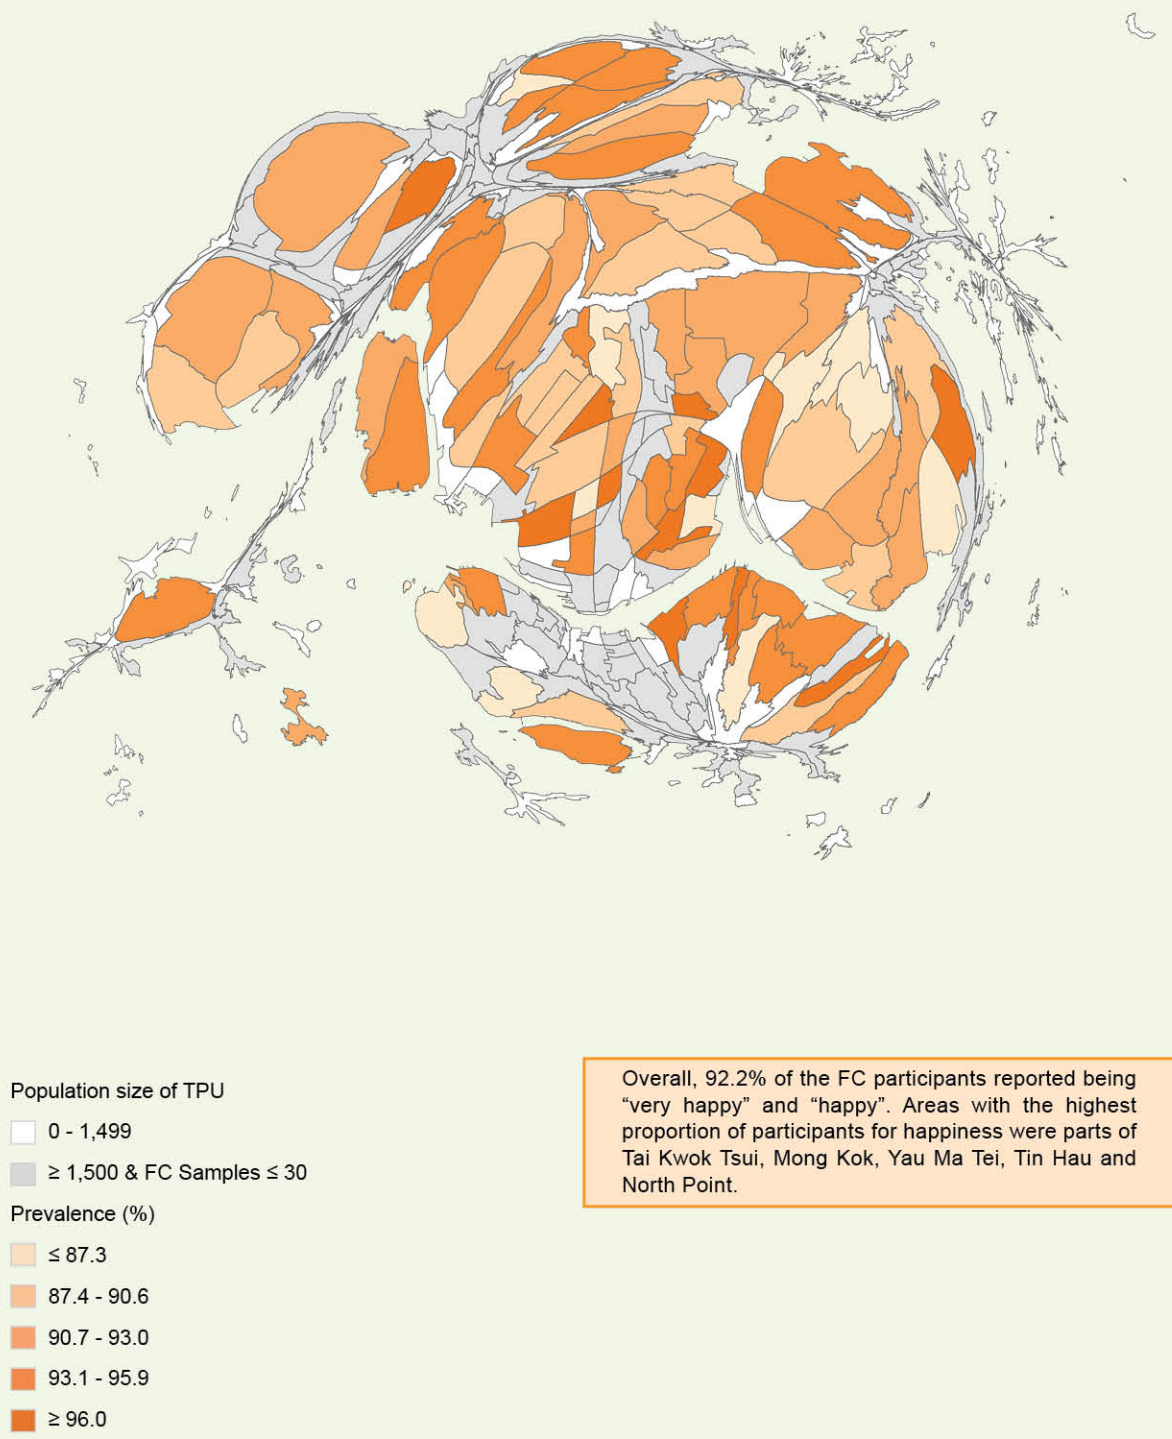 Population size of TPU
0 - 1,499
≥ 1,500 & FC Samples ≤ 30
Prevalence (%)
≤ 87.3
87.4 - 90.6
90.7 - 93.0
93.1 - 95.9
≥ 96.0
Overall, 92.2% of the FC participants reported being
“very happy” and “happy”. Areas with the highest
proportion of participants for happiness were parts of
Tai Kwok Tsui, Mong Kok, Yau Ma Tei, Tin Hau and
North Point.